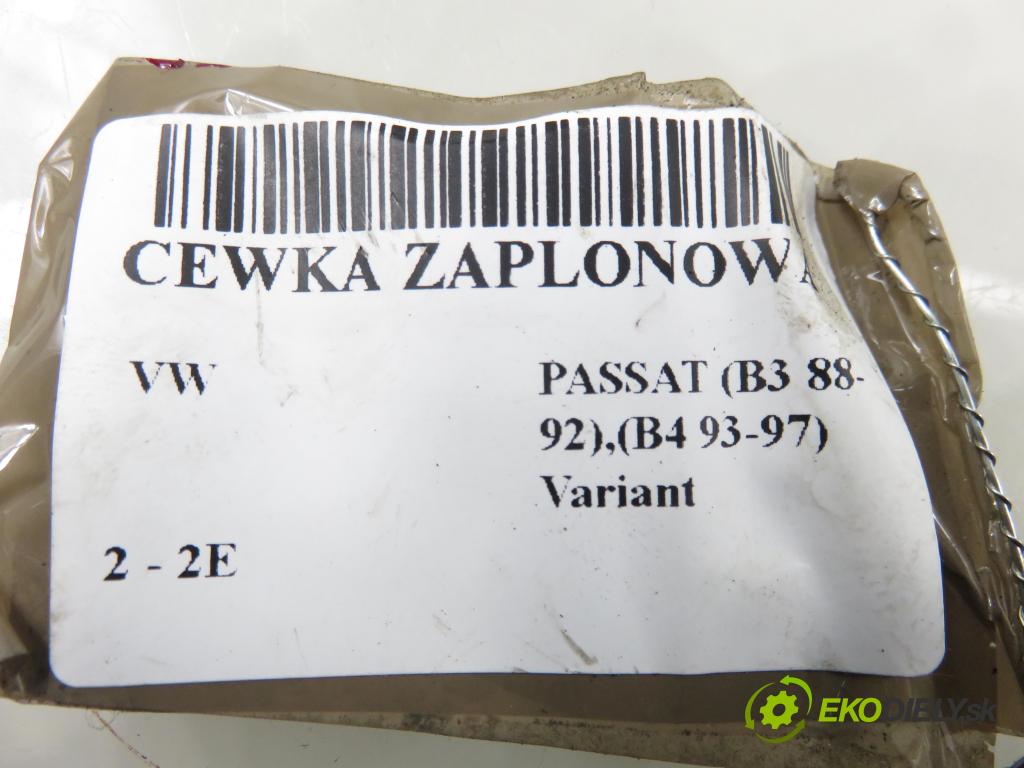 CEWKA ZAPLONOWA
VW
PASSAT (B3 88-
92),(B4 93-97)
Variant
2 - 2E
EKODIELY.sk